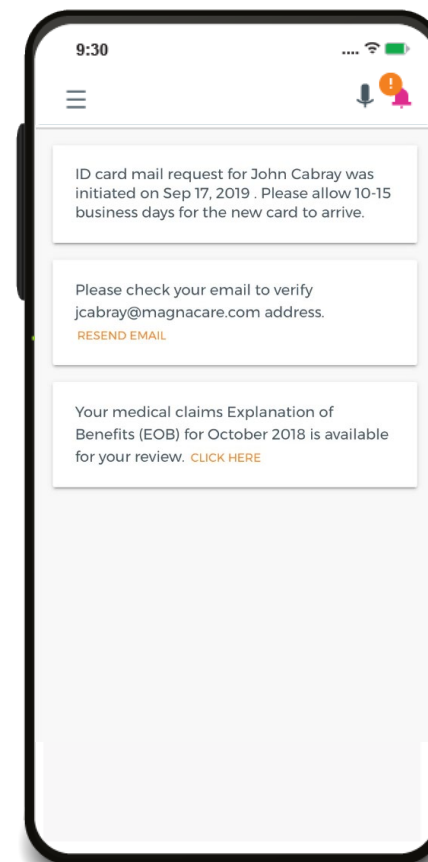 9:30
ID card mail request for John Cabray was
initiated on Sep 17, 2019 . Please allow 10-15
business days for the new card to arrive.
Please check your email to verify
jcabray@magnacare.com address.
RESEND EMAIL
Your medical claims Explanation of
Benefits (EOB) for October 2018 is available
for your review. CLICK HERE